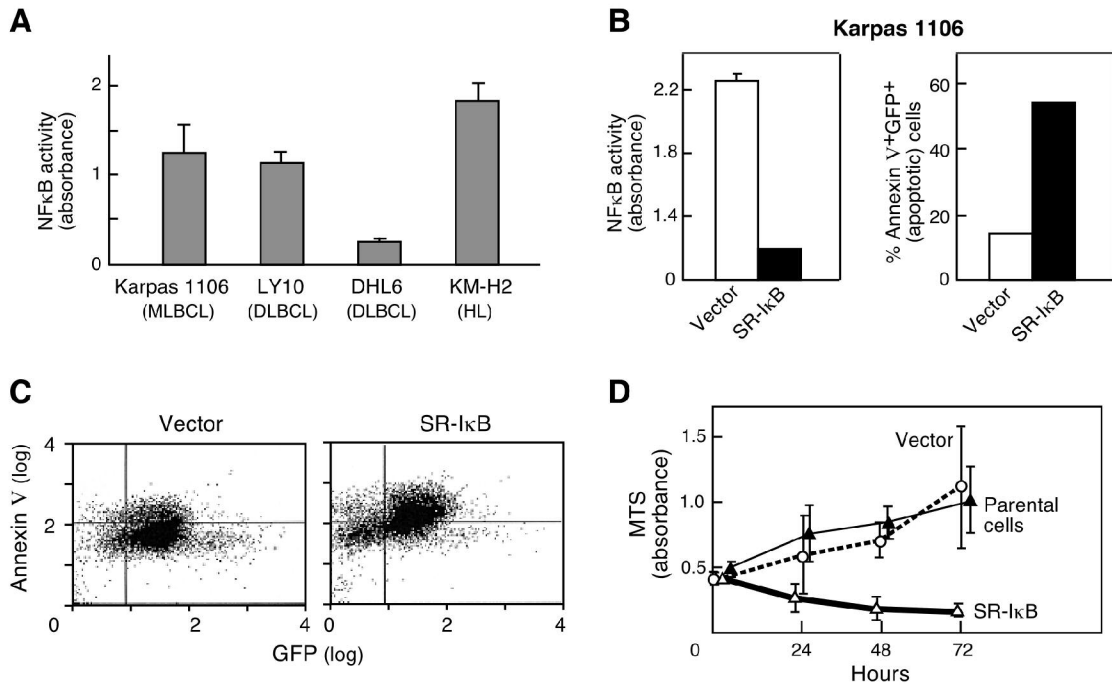 A
NFκB activity
(absorbance)
2
1
0
Karpas 1106
(MLBCL)
LY10
(DLBCL)
DHL6
(DLBCL)
KM-H2
(HL)
B
Karpas 1106
NFκB activity
(absorbance)
2.2
1.8
1.4
0
Vector
SR-IκB
% Annexin V+GFP+
(apoptotic) cells
60
40
20
0
Vector
SR-IκB
C
Vector
SR-IκB
Annexin V (log)
4
2
0
0
2
4
0
2
4
GFP (log)
D
MTS
(absorbance)
1.5
1.0
0.5
0
24
48
72
Hours
Vector
Parental
cells
SR-IκB